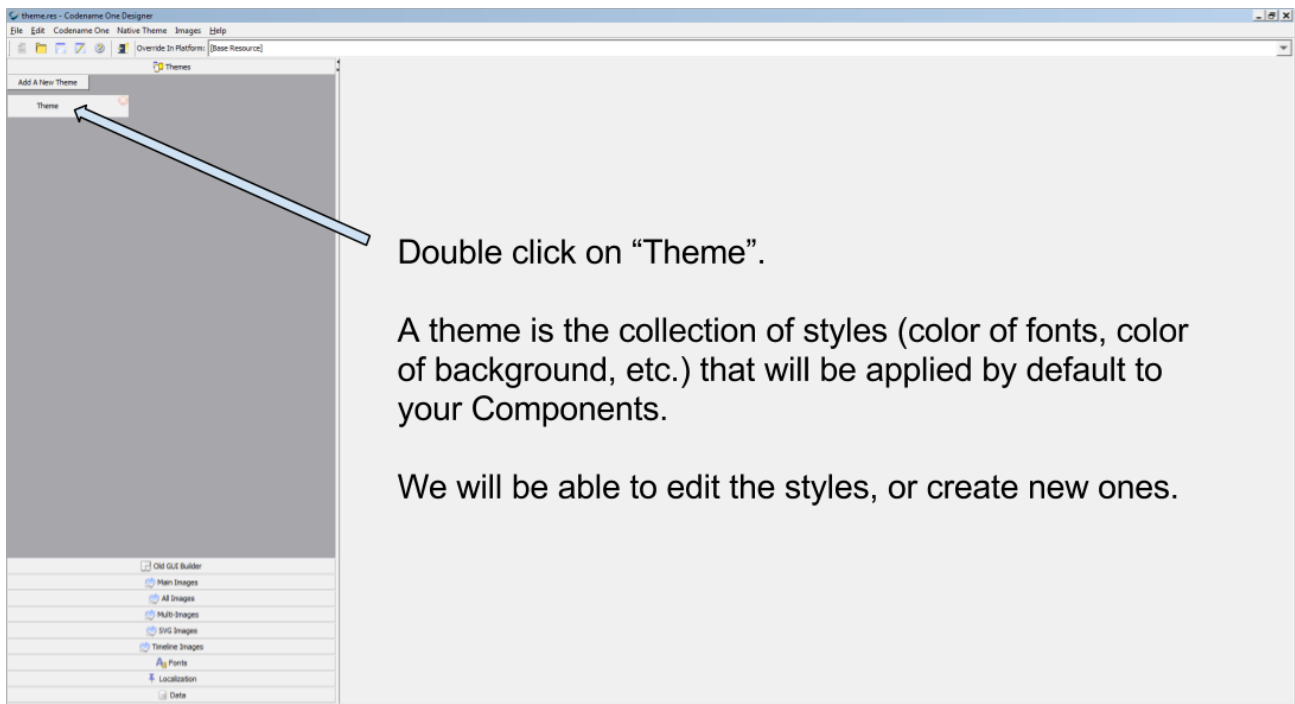 theme.res - Codename One Designer
File Edit Codename One Native Theme Images Help
Override In Platform: [Base Resource]
Themes
Add A New Theme
Theme
Double click on “Theme”.
A theme is the collection of styles (color of fonts, color
of background, etc.) that will be applied by default to
your Components.
We will be able to edit the styles, or create new ones.
Old GUI Builder
Main Images
All Images
Multi-Images
SVG Images
Timeline Images
Fonts
Localization
Data